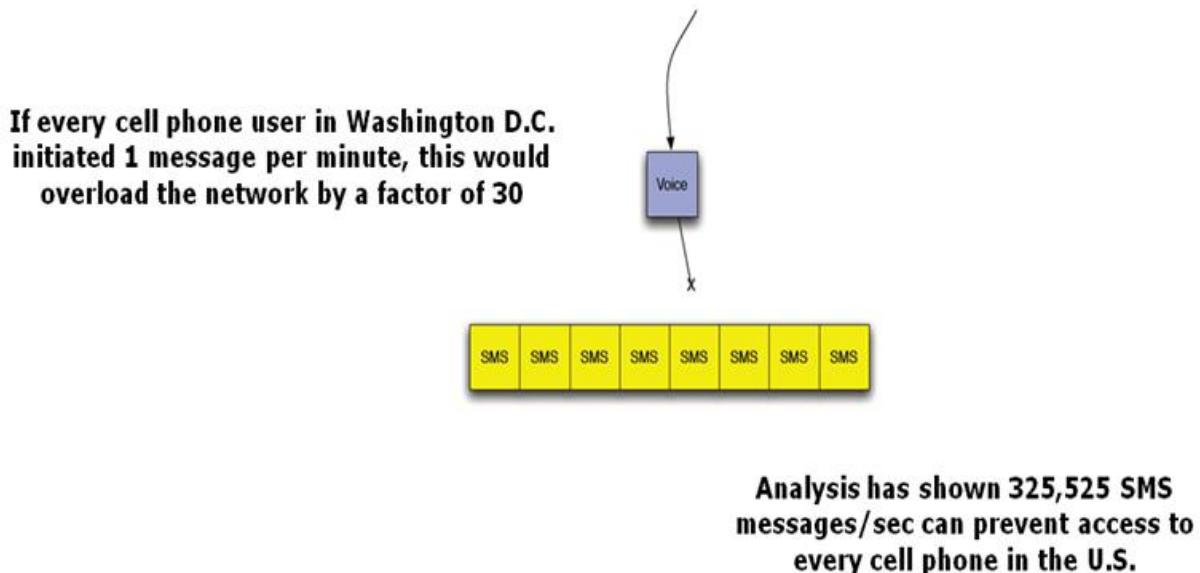 If every cell phone user in Washington D.C.
initiated 1 message per minute, this would
overload the network by a factor of 30
Voice
x
SMS SMS SMS SMS SMS SMS SMS SMS
Analysis has shown 325,525 SMS
messages/sec can prevent access to
every cell phone in the U.S.